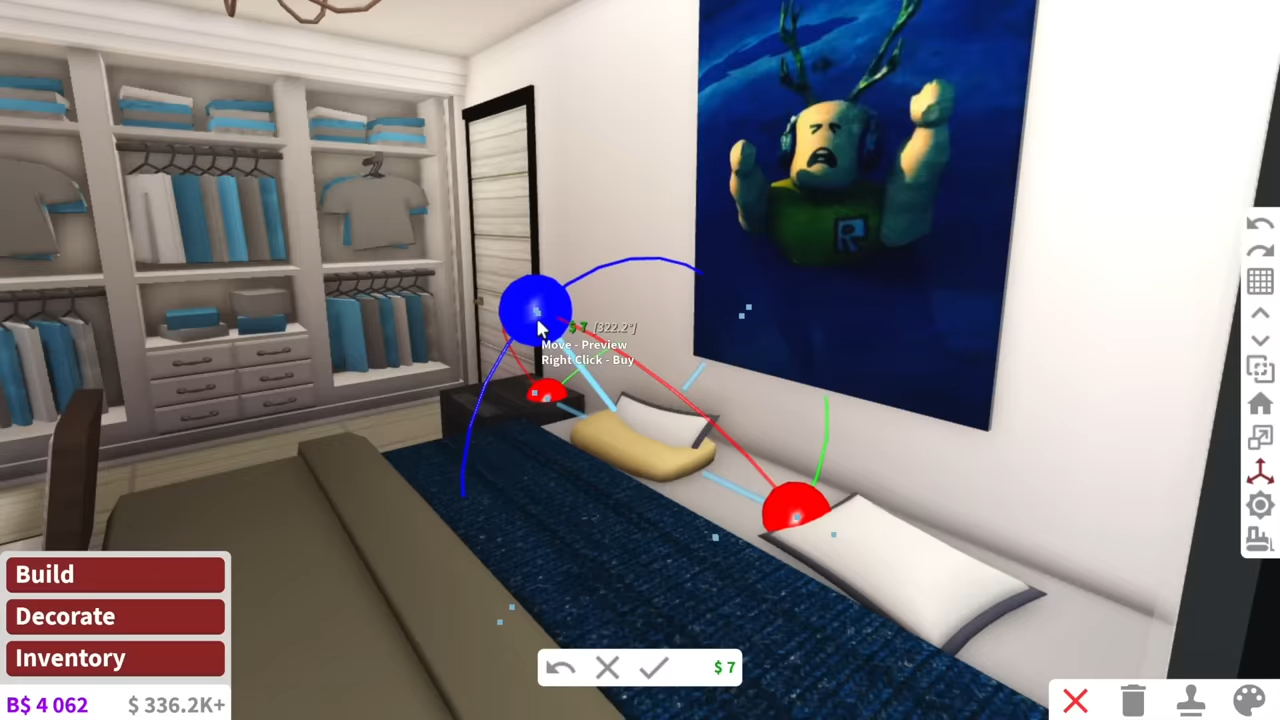 $ 7 [322.2°]
Move - Preview
Right Click - Buy
R
Build
Decorate
Inventory
B$ 4 062 $ 336.2K+
$ 7